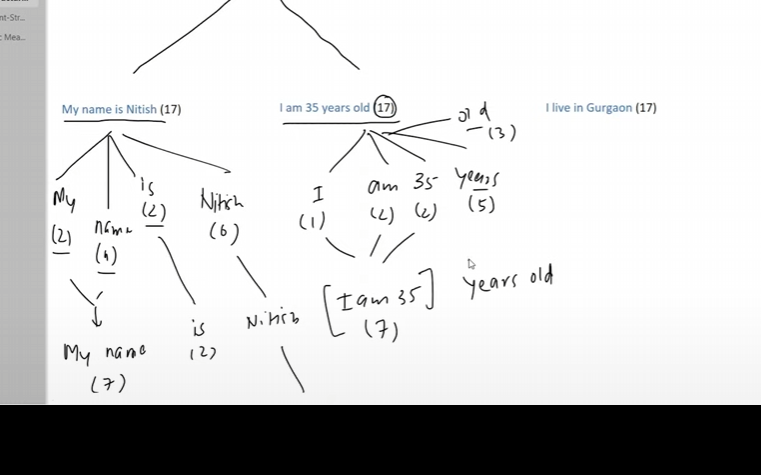 nt-Str...
: Mea...
My name is Nitish (17)
I am 35 years old (17)
I live in Gurgaon (17)
old
(3)
My
(2)
name
(4)
is
(2)
Nitish
(6)
I
(1)
am
(2)
35
(2)
years
(5)
My name
(7)
is
(2)
Nitish
[I am 35]
(7)
years old